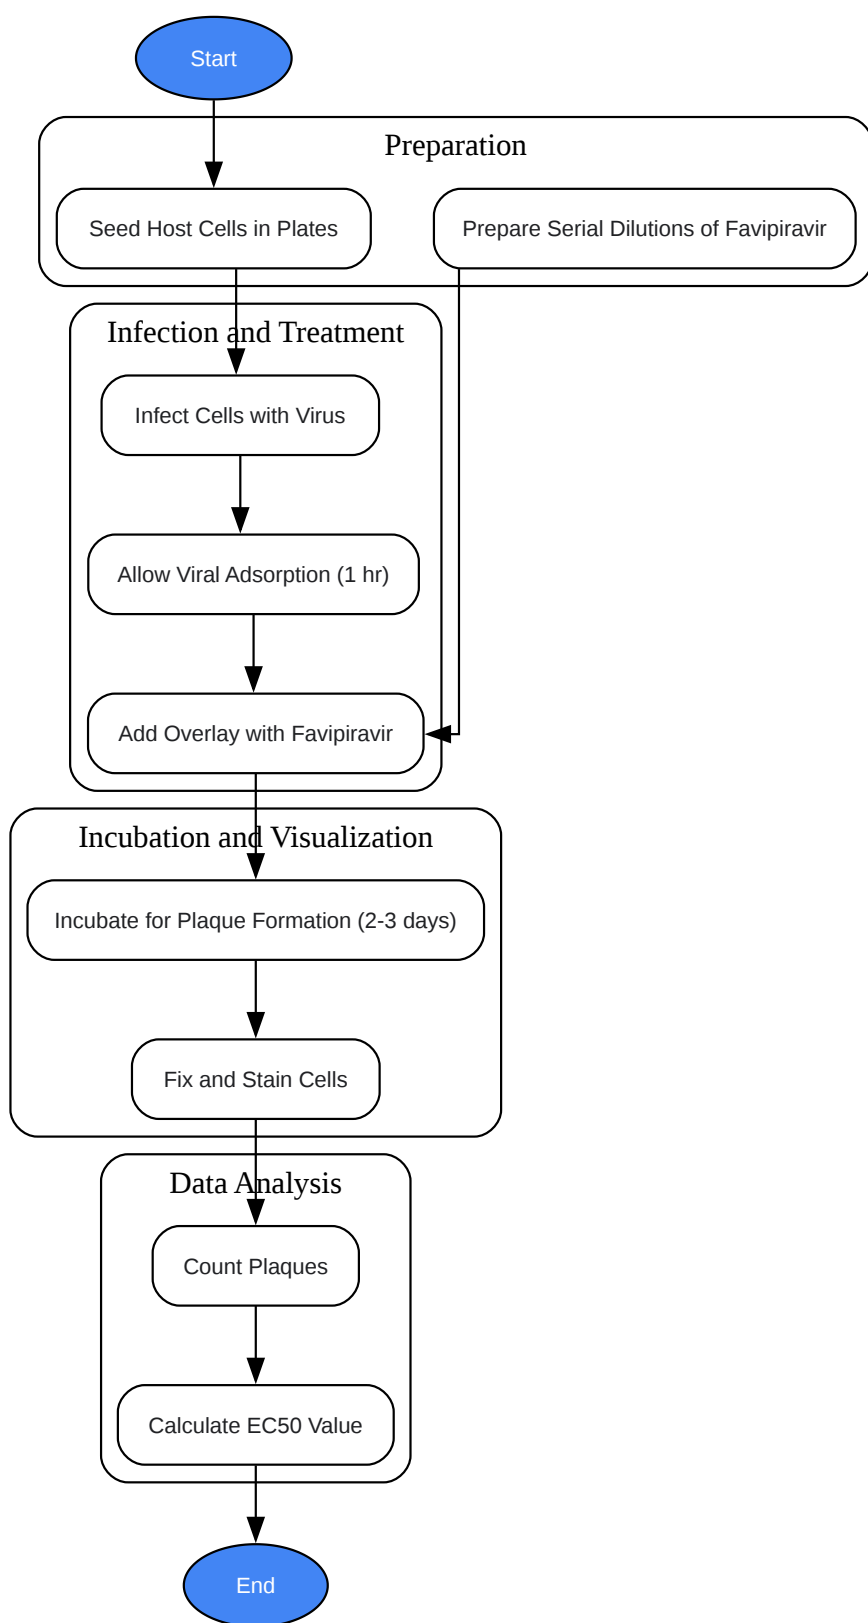 Start
Preparation
Seed Host Cells in Plates
Prepare Serial Dilutions of Favipiravir
Infection and Treatment
Infect Cells with Virus
Allow Viral Adsorption (1 hr)
Add Overlay with Favipiravir
Incubation and Visualization
Incubate for Plaque Formation (2-3 days)
Fix and Stain Cells
Data Analysis
Count Plaques
Calculate EC50 Value
End